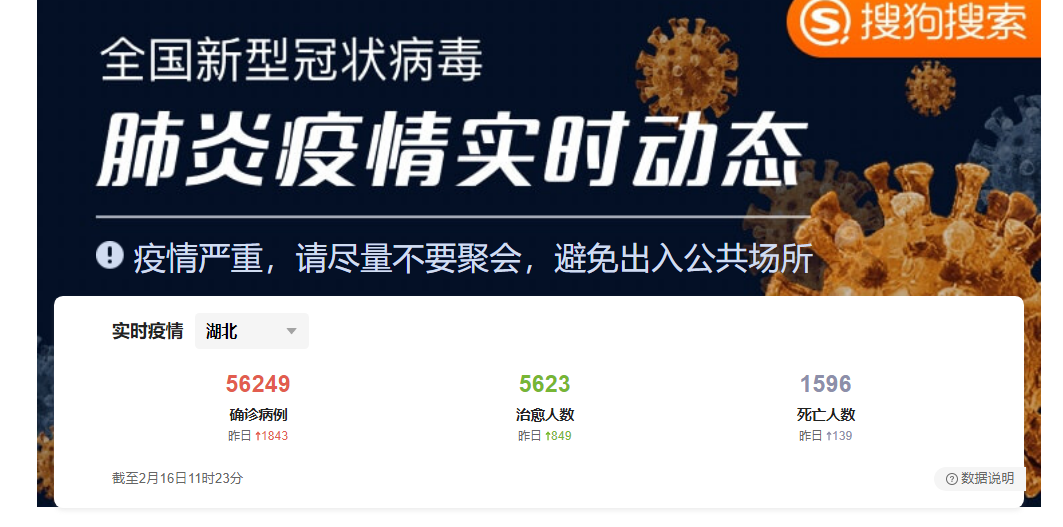 搜狗搜索
全国新型冠状病毒
肺炎疫情实时动态
疫情严重，请尽量不要聚会，避免出入公共场所
实时疫情 湖北
56249 5623 1596
确诊病例 治愈人数 死亡人数
昨日↑1843 昨日↑849 昨日↑139
截至2月16日11时23分 数据说明